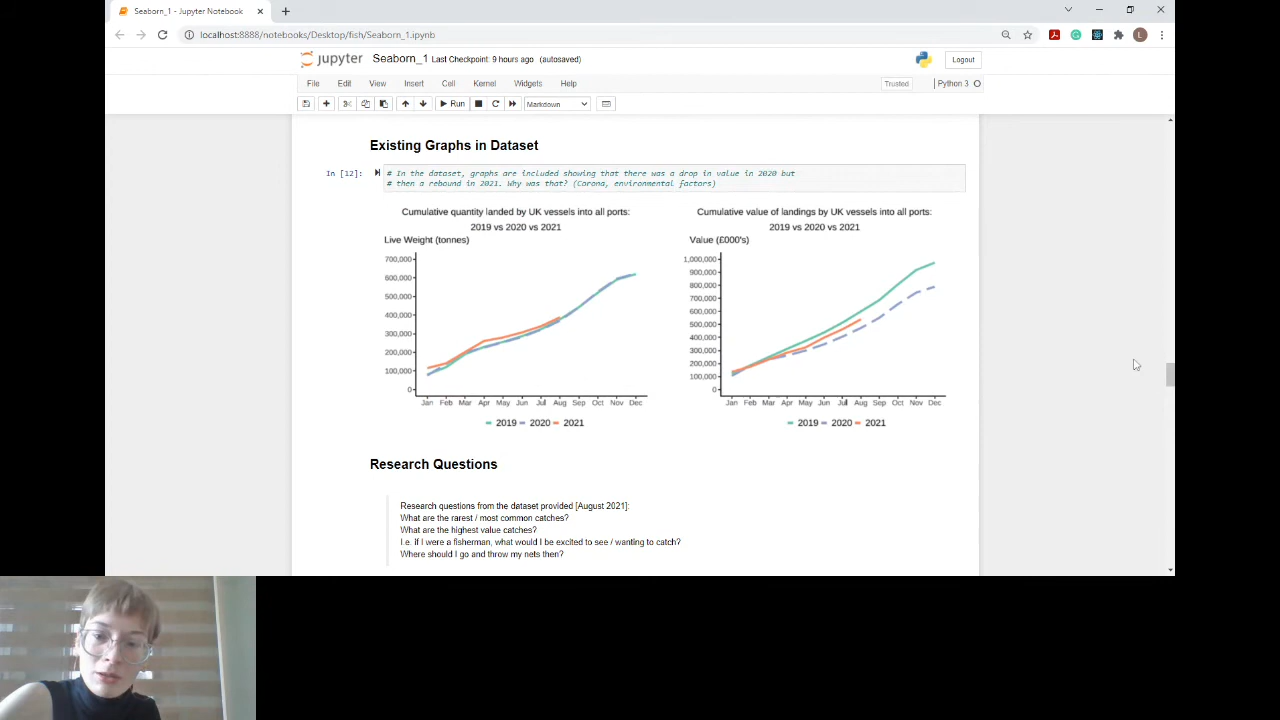 Seaborn_1 - Jupyter Notebook
localhost:8888/notebooks/Desktop/fish/Seaborn_1.ipynb
L
jupyter Seaborn_1 Last Checkpoint: 9 hours ago (autosaved)
Logout
File Edit View Insert Cell Kernel Widgets Help
Trusted
Python 3
Run
Markdown
Existing Graphs in Dataset
In [12]:
# In the dataset, graphs are included showing that there was a drop in value in 2020 but
# then a rebound in 2021. Why was that? (Corona, environmental factors)
Cumulative quantity landed by UK vessels into all ports:
2019 vs 2020 vs 2021
Live Weight (tonnes)
700,000
600,000
500,000
400,000
300,000
200,000
100,000
0
Jan Feb Mar Apr May Jun Jul Aug Sep Oct Nov Dec
2019 2020 2021
Cumulative value of landings by UK vessels into all ports:
2019 vs 2020 vs 2021
Value (£000's)
1,000,000
900,000
800,000
700,000
600,000
500,000
400,000
300,000
200,000
100,000
0
Jan Feb Mar Apr May Jun Jul Aug Sep Oct Nov Dec
2019 2020 2021
Research Questions
Research questions from the dataset provided [August 2021]:
What are the rarest / most common catches?
What are the highest value catches?
I.e. if I were a fisherman, what would I be excited to see / wanting to catch?
Where should I go and throw my nets then?